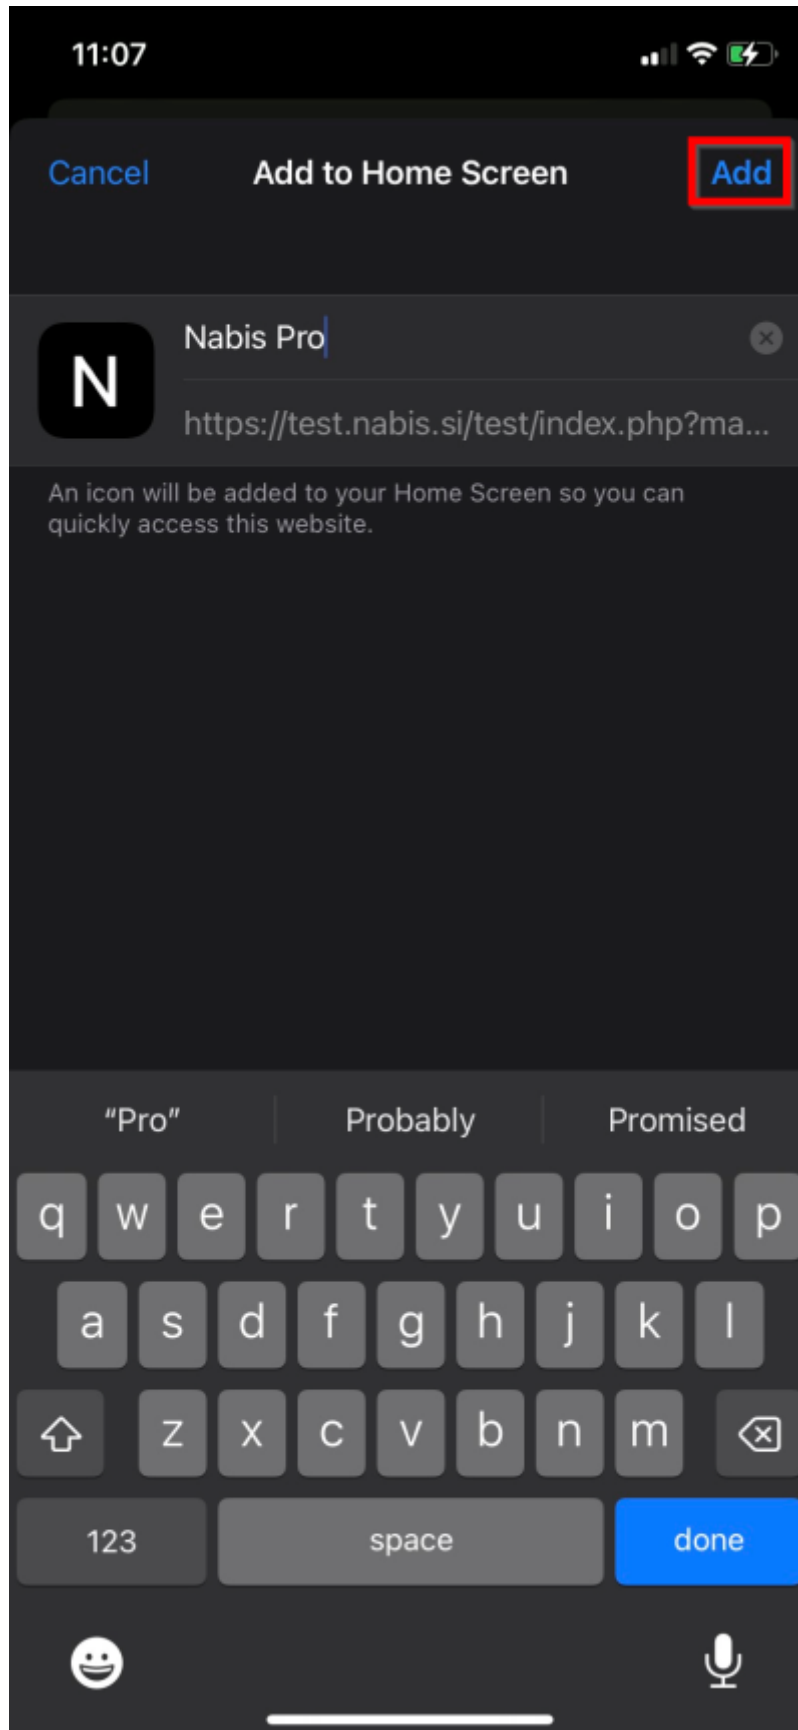 11:07
Cancel Add to Home Screen Add
N
Nabis Pro
https://test.nabis.si/test/index.php?ma...
An icon will be added to your Home Screen so you can
quickly access this website.
“Pro” Probably Promised
q w e r t y u i o p
a s d f g h j k l
z x c v b n m
123 space done